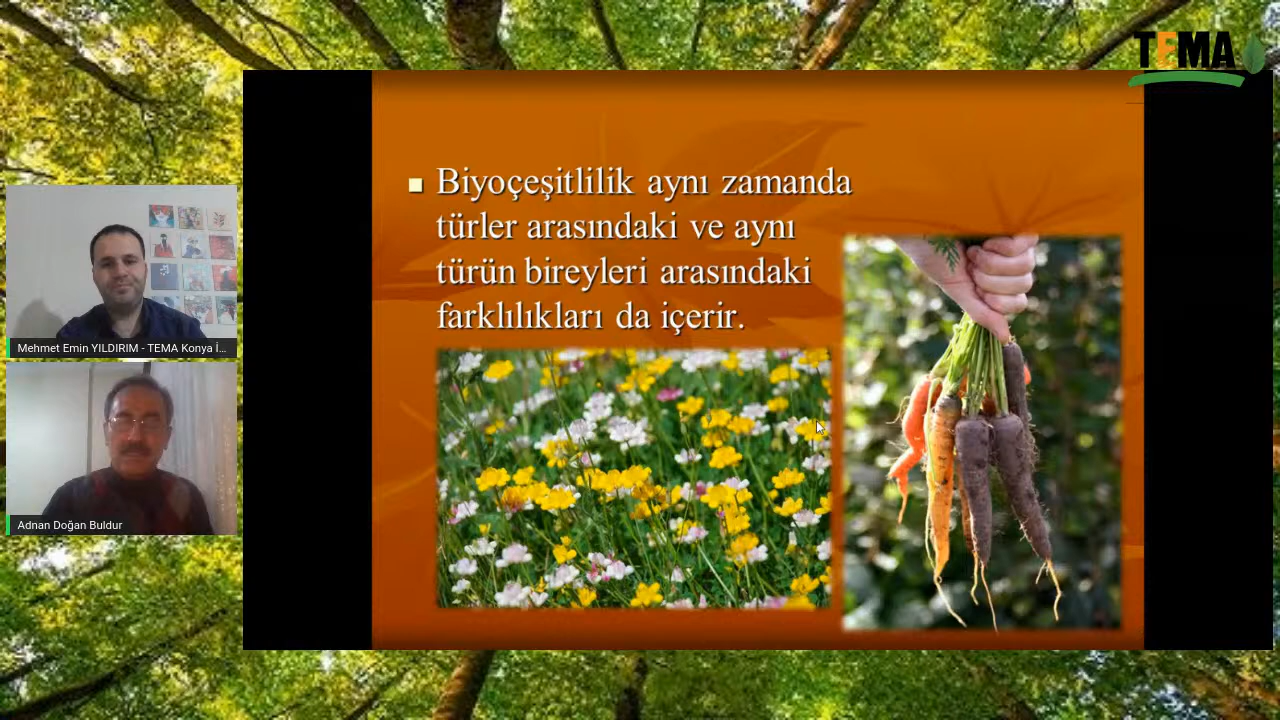 TEMA
Biyoçeşitlilik aynı zamanda
türler arasındaki ve aynı
türün bireyleri arasındaki
farklılıkları da içerir.
Mehmet Emin YILDIRIM - TEMA Konya İ...
Adnan Doğan Buldur